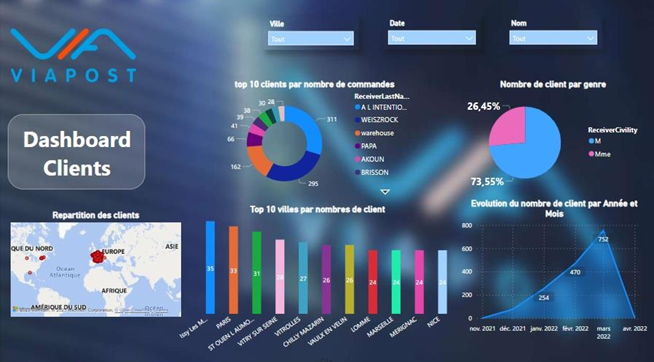 Ville
Tout
Date
Tout
Nom
Tout
VIAPOST
Dashboard
Clients
top 10 clients par nombre de commandes
311
295
162
66
41
39
38
30
28
ReceiverLastNa...
A L INTENTIO...
WEISZROCK
warehouse
PAPA
AKOUN
BRISSON
Nombre de client par genre
26,45%
73,55%
ReceiverCivility
M
Mme
Repartition des clients
QUE DU NORD
EUROPE
ASIE
Océan
Atlantique
AFRIQUE
AMÉRIQUE DU SUD
Océan
Top 10 villes par nombres de client
35
33
31
28
27
26
26
24
24
24
24
Issy Les M...
PARIS
ST OUEN L AUMO...
VITRY SUR SEINE
VITROLLES
CHILLY MAZARIN
VAULX EN VELIN
LOMME
MARSEILLE
MERIGNAC
NICE
Evolution du nombre de client par Année et
Mois
800
600
400
200
0
254
470
752
nov. 2021
déc. 2021
janv. 2022
févr. 2022
mars
2022
avr. 2022